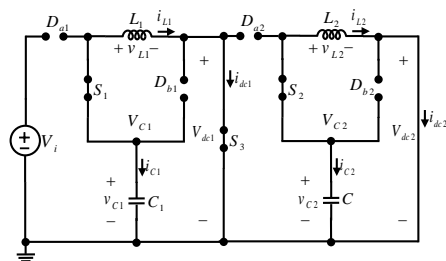 D_a1 L_1 i_L1 D_a2 L_2 i_L2
+ v_L1 − + v_L2 −
S_1 D_b1 + i_dc1 S_2 D_b2 +
V_C1 V_dc1 V_C2 V_dc2 i_dc2
V_i + − i_C1 S_3 i_C2
+ v_C1 − C_1 − + v_C2 − C −